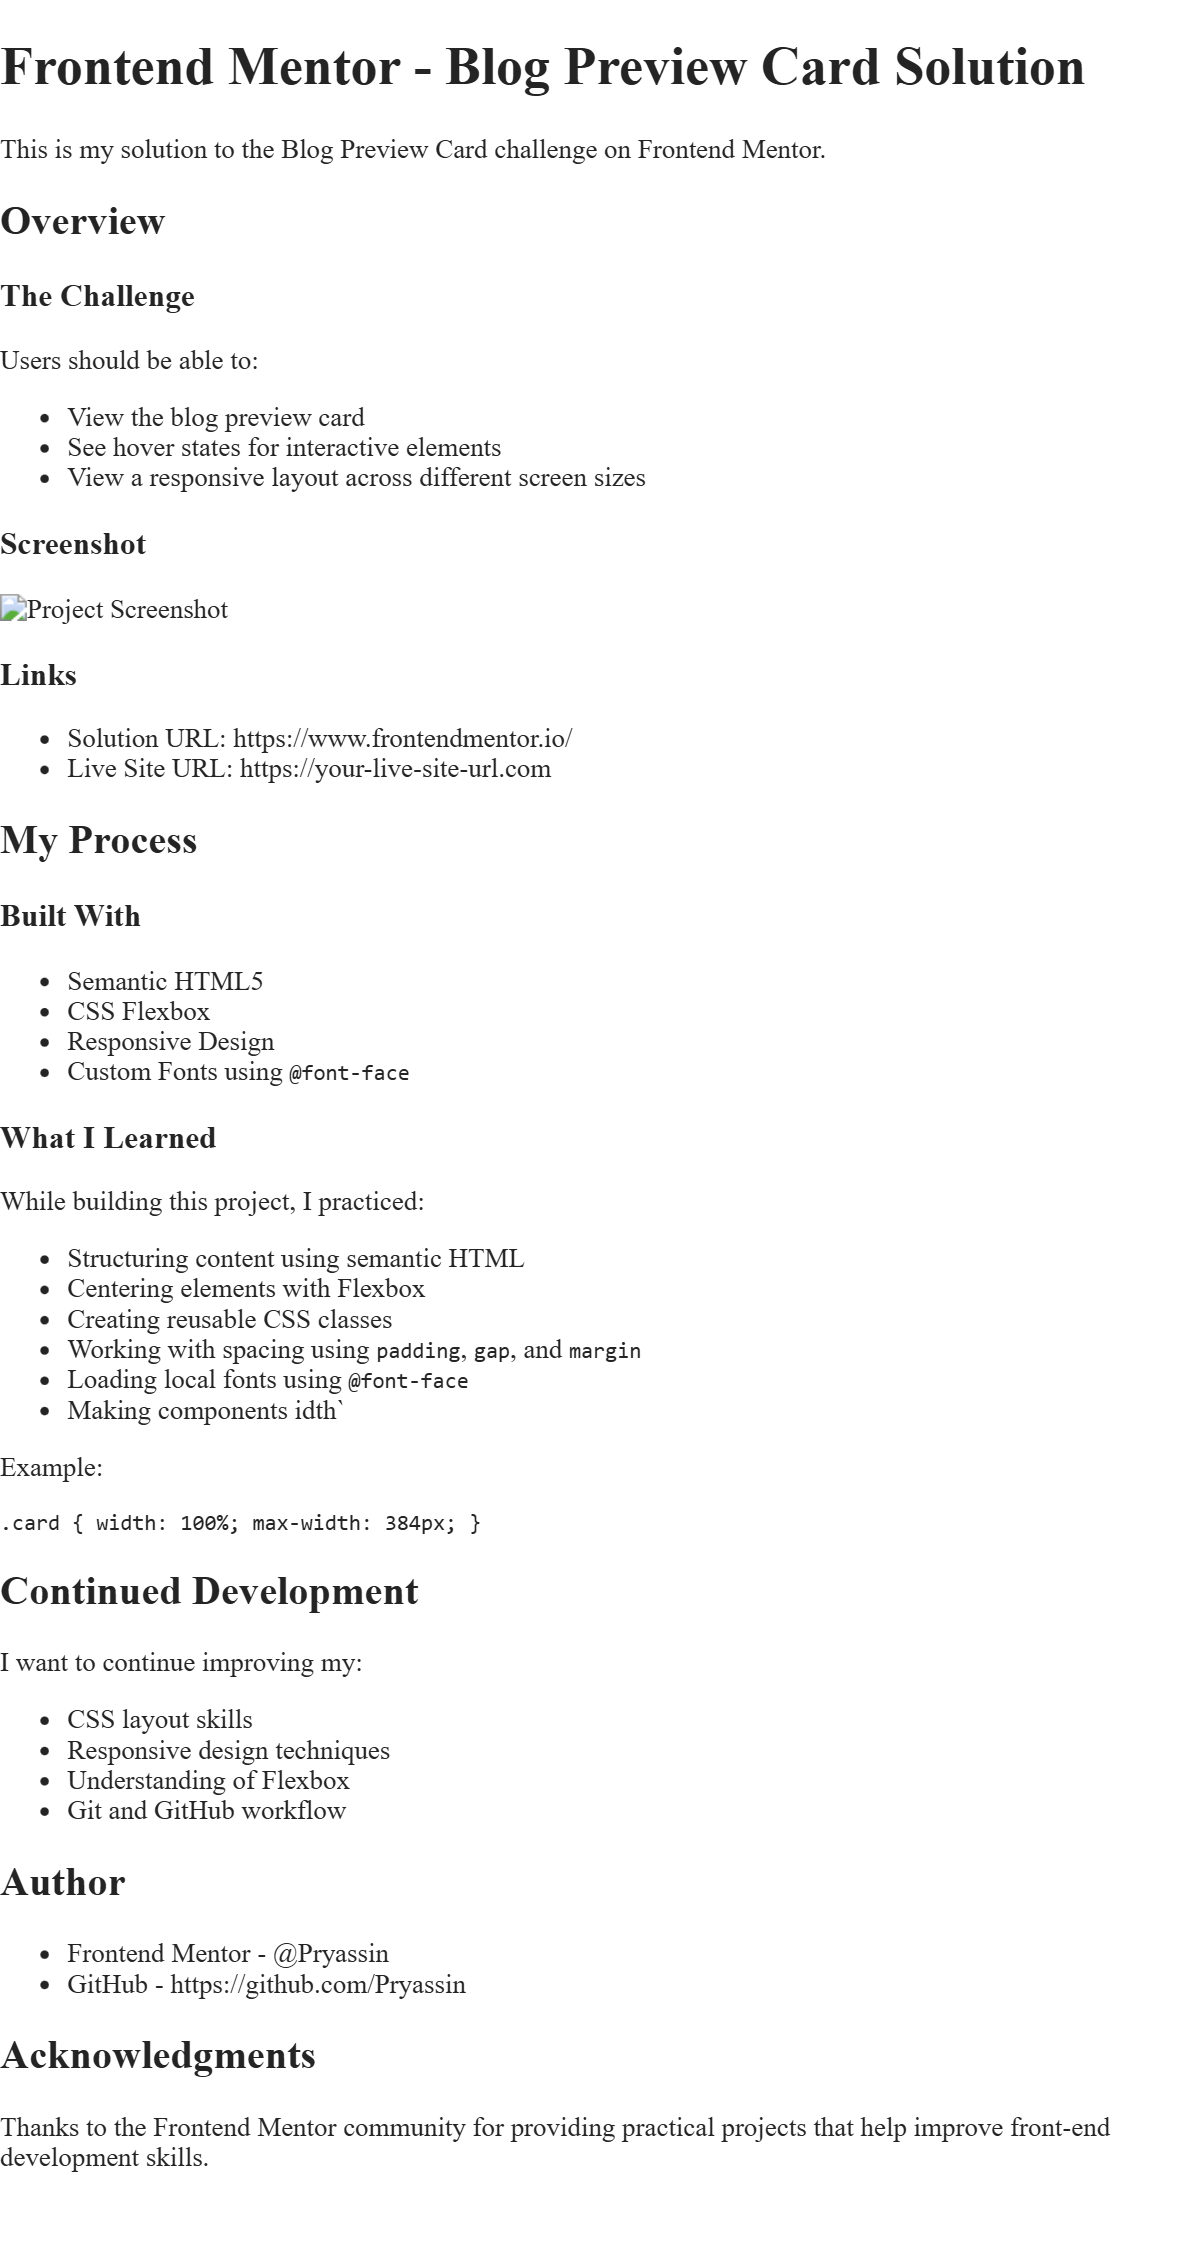 Frontend Mentor - Blog Preview Card Solution
This is my solution to the Blog Preview Card challenge on Frontend Mentor.
Overview
The Challenge
Users should be able to:
View the blog preview card
See hover states for interactive elements
View a responsive layout across different screen sizes
Screenshot
Project Screenshot
Links
Solution URL: https://www.frontendmentor.io/
Live Site URL: https://your-live-site-url.com
My Process
Built With
Semantic HTML5
CSS Flexbox
Responsive Design
Custom Fonts using @font-face
What I Learned
While building this project, I practiced:
Structuring content using semantic HTML
Centering elements with Flexbox
Creating reusable CSS classes
Working with spacing using padding, gap, and margin
Loading local fonts using @font-face
Making components idth`
Example:
.card { width: 100%; max-width: 384px; }
Continued Development
I want to continue improving my:
CSS layout skills
Responsive design techniques
Understanding of Flexbox
Git and GitHub workflow
Author
Frontend Mentor - @Pryassin
GitHub - https://github.com/Pryassin
Acknowledgments
Thanks to the Frontend Mentor community for providing practical projects that help improve front-end
development skills.